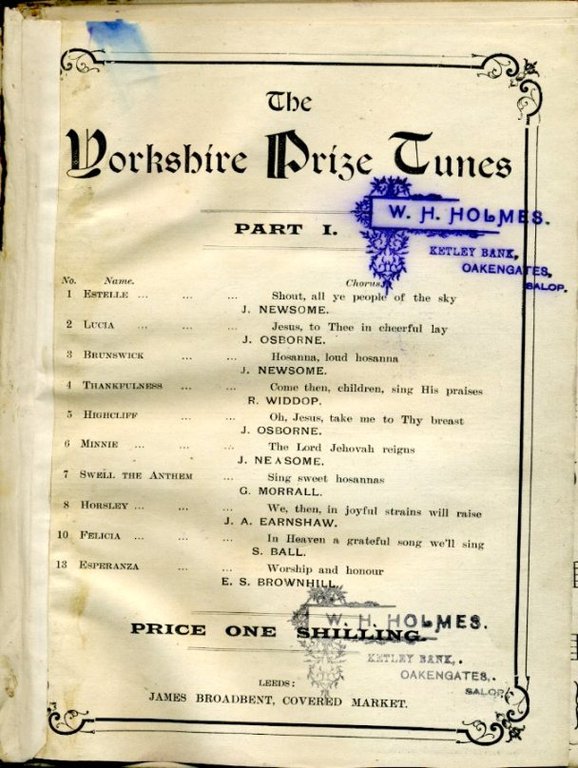 The
Yorkshire Prize Tunes
PART I.
W. H. HOLMES.
KETLEY BANK,
OAKENGATES,
SALOP.
No. Name. Chorus.
1 ESTELLE ... ... Shout, all ye people of the sky
J. NEWSOME.
2 LUCIA ... ... ... Jesus, to Thee in cheerful lay
J. OSBORNE.
3 BRUNSWICK ... ... Hosanna, loud hosanna
J. NEWSOME.
4 THANKFULNESS ... ... Come then, children, sing His praises
R. WIDDOP.
5 HIGHCLIFF ... ... Oh, Jesus, take me to Thy breast
J. OSBORNE.
6 MINNIE ... ... ... The Lord Jehovah reigns
J. NEASOME.
7 SWELL THE ANTHEM ... Sing sweet hosannas
G. MORRALL.
8 HORSLEY ... ... ... We, then, in joyful strains will raise
J. A. EARNSHAW.
10 FELICIA ... ... ... In Heaven a grateful song we'll sing
S. BALL.
13 ESPERANZA ... ... Worship and honour
E. S. BROWNHILL.
W. H. HOLMES.
PRICE ONE SHILLING.
KETLEY BANK,
OAKENGATES,
SALOP.
LEEDS:
JAMES BROADBENT, COVERED MARKET.